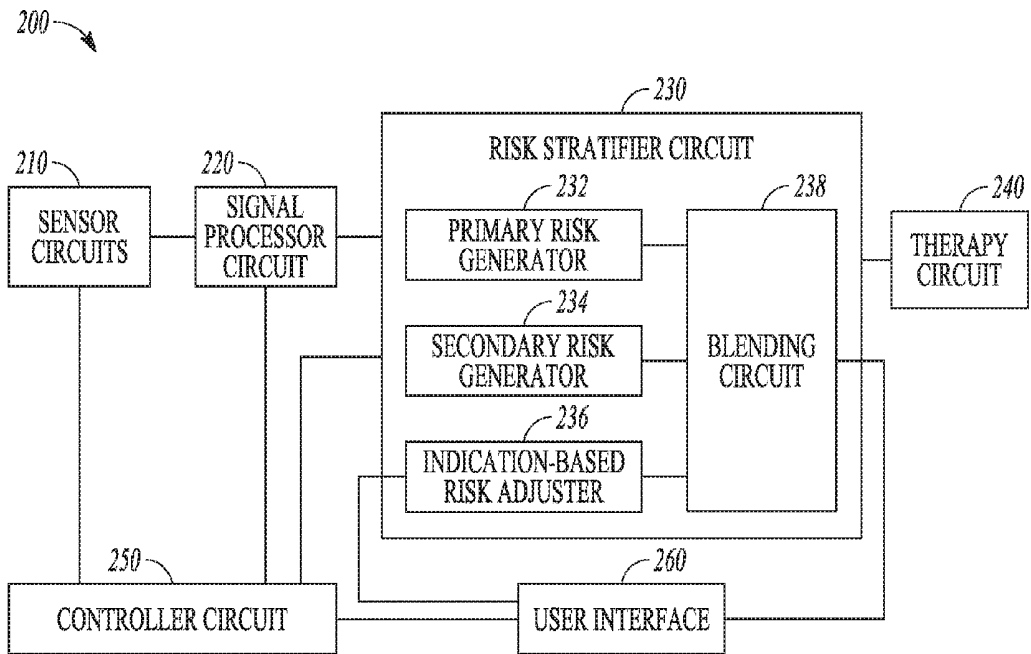 200
230
RISK STRATIFIER CIRCUIT
210
SENSOR
CIRCUITS
220
SIGNAL
PROCESSOR
CIRCUIT
232
PRIMARY RISK
GENERATOR
234
SECONDARY RISK
GENERATOR
236
INDICATION-BASED
RISK ADJUSTER
238
BLENDING
CIRCUIT
240
THERAPY
CIRCUIT
250
CONTROLLER CIRCUIT
260
USER INTERFACE